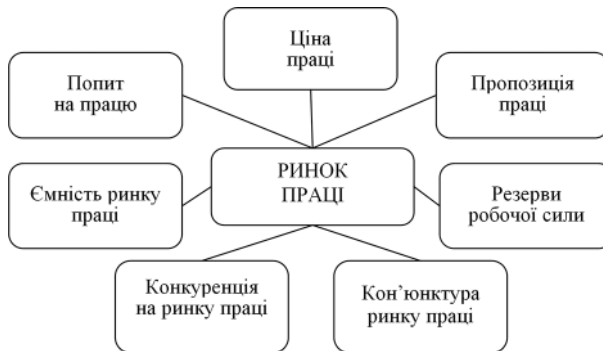 Ціна
праці
Попит
на працю
Пропозиція
праці
РИНОК
ПРАЦІ
Ємність ринку
праці
Резерви
робочої сили
Конкуренція
на ринку праці
Кон’юнктура
ринку праці